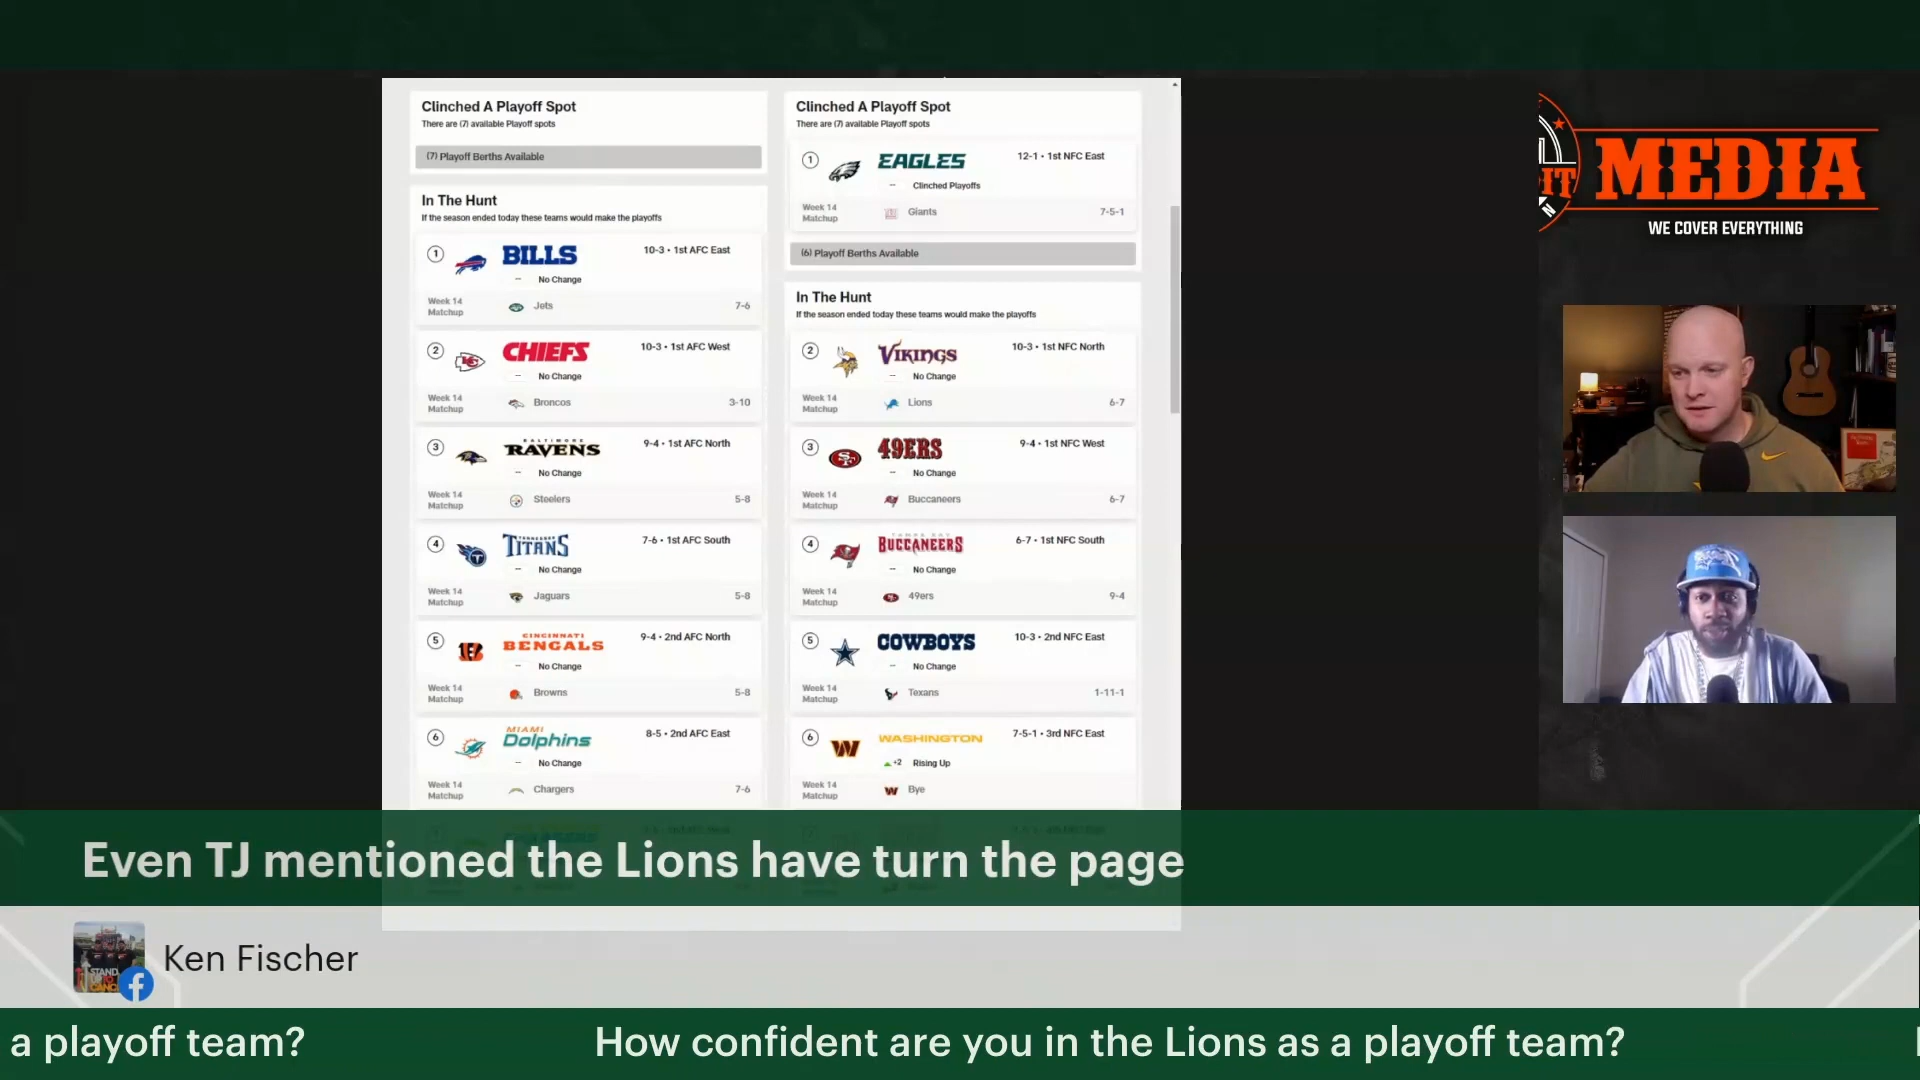 Clinched A Playoff Spot
There are (7) available Playoff spots
(7) Playoff Berths Available
In The Hunt
If the season ended today these teams would make the playoffs
1 BILLS 10-3 • 1st AFC East
-- No Change
Week 14 Matchup Jets 7-6
2 CHIEFS 10-3 • 1st AFC West
-- No Change
Week 14 Matchup Broncos 3-10
3 BALTIMORE RAVENS 9-4 • 1st AFC North
-- No Change
Week 14 Matchup Steelers 5-8
4 TENNESSEE TITANS 7-6 • 1st AFC South
-- No Change
Week 14 Matchup Jaguars 5-8
5 CINCINNATI BENGALS 9-4 • 2nd AFC North
-- No Change
Week 14 Matchup Browns 5-8
6 MIAMI Dolphins 8-5 • 2nd AFC East
-- No Change
Week 14 Matchup Chargers 7-6
Clinched A Playoff Spot
There are (7) available Playoff spots
1 EAGLES 12-1 • 1st NFC East
-- Clinched Playoffs
Week 14 Matchup Giants 7-5-1
(6) Playoff Berths Available
In The Hunt
If the season ended today these teams would make the playoffs
2 VIKINGS 10-3 • 1st NFC North
-- No Change
Week 14 Matchup Lions 6-7
3 49ERS 9-4 • 1st NFC West
-- No Change
Week 14 Matchup Buccaneers 6-7
4 TAMPA BAY BUCCANEERS 6-7 • 1st NFC South
-- No Change
Week 14 Matchup 49ers 9-4
5 COWBOYS 10-3 • 2nd NFC East
-- No Change
Week 14 Matchup Texans 1-11-1
6 WASHINGTON 7-5-1 • 3rd NFC East
+2 Rising Up
Week 14 Matchup Bye
MEDIA
WE COVER EVERYTHING
Even TJ mentioned the Lions have turn the page
Ken Fischer
a playoff team? How confident are you in the Lions as a playoff team?